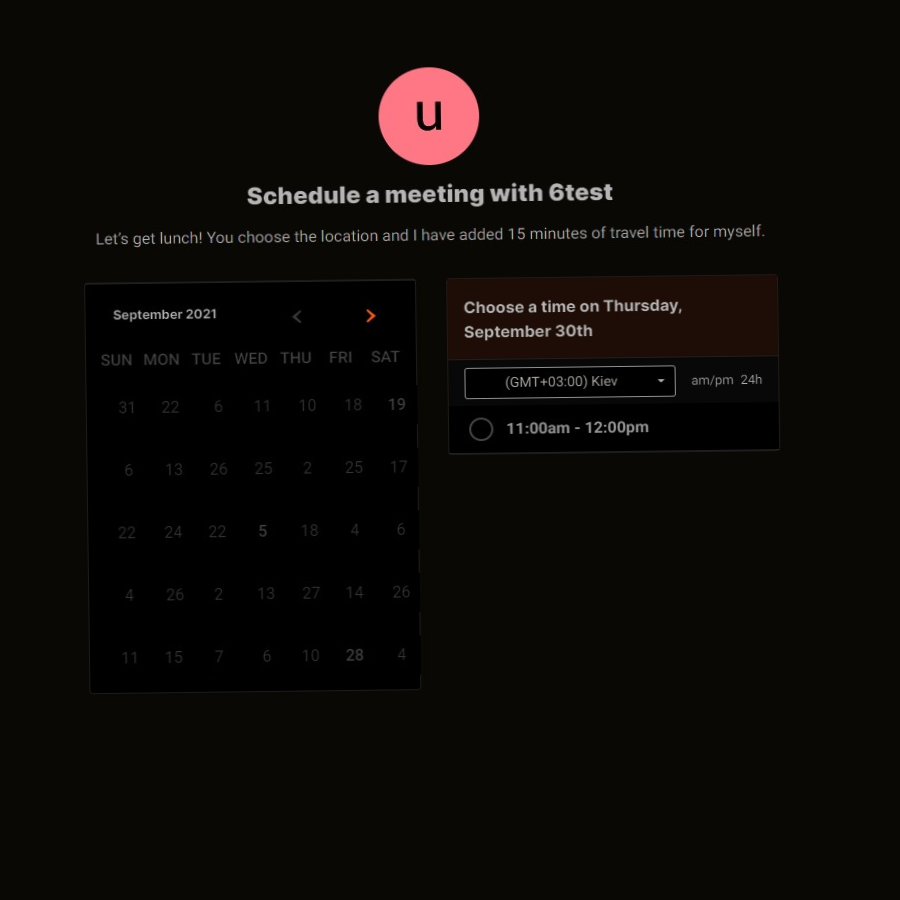 u
Schedule a meeting with 6test
Let's get lunch! You choose the location and I have added 15 minutes of travel time for myself.
September 2021
SUN MON TUE WED THU FRI SAT
31 22 6 11 10 18 19
6 13 26 25 2 25 17
22 24 22 5 18 4 6
4 26 2 13 27 14 26
11 15 7 6 10 28 4
Choose a time on Thursday,
September 30th
(GMT+03:00) Kiev am/pm 24h
11:00am - 12:00pm